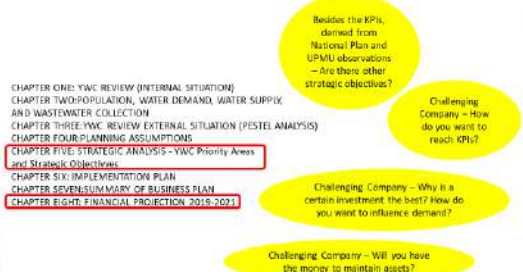 Besides the KPIs,
derived from
National Plan and
UPMU observations
– Are there other
strategic objectives?
CHAPTER ONE: YWC REVIEW (INTERNAL SITUATION)
CHAPTER TWO:POPULATION, WATER DEMAND, WATER SUPPLY,
AND WASTEWATER COLLECTION
CHAPTER THREE:YWC REVIEW EXTERNAL SITUATION (PESTEL ANALYSIS)
CHAPTER FOUR:PLANNING ASSUMPTIONS
CHAPTER FIVE: STRATEGIC ANALYSIS - YWC Priority Areas
and Strategic Objectivves
CHAPTER SIX: IMPLEMENTATION PLAN
CHAPTER SEVEN:SUMMARY OF BUSINESS PLAN
CHAPTER EIGHT: FINANCIAL PROJECTION 2019-2021
Challenging
Company – How
do you want to
reach KPIs?
Challenging Company – Why is a
certain investment the best? How do
you want to influence demand?
Challenging Company – Will you have
the money to maintain assets?